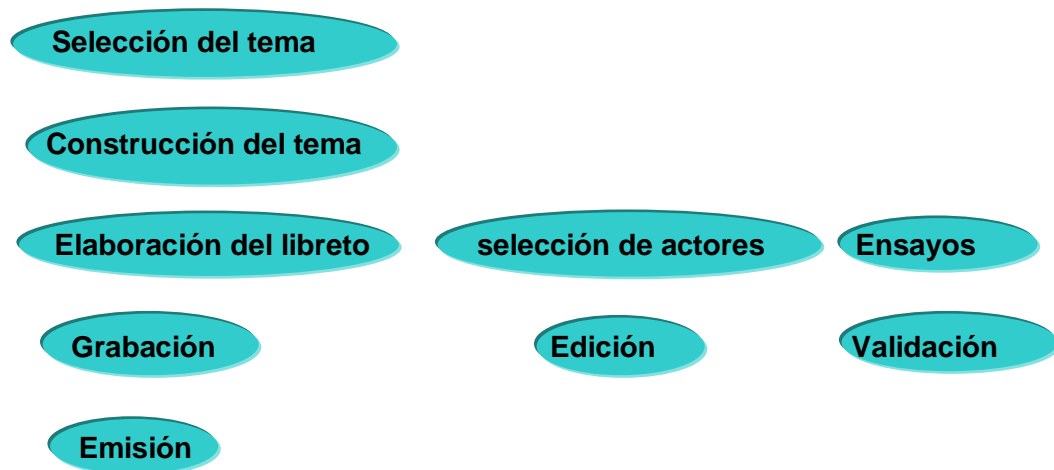 Selección del tema
Construcción del tema
Elaboración del libreto
selección de actores
Ensayos
Grabación
Edición
Validación
Emisión